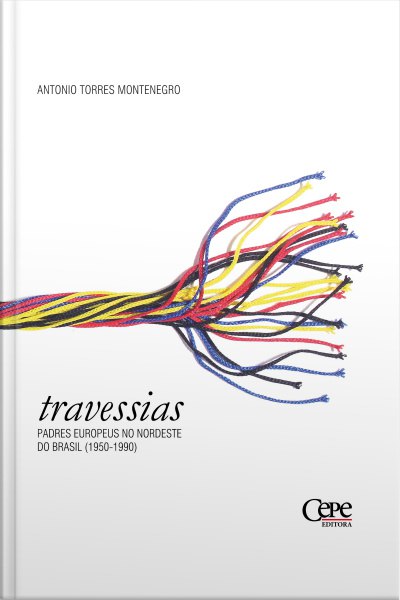 ANTONIO TORRES MONTENEGRO
travessias
PADRES EUROPEUS NO NORDESTE
DO BRASIL (1950-1990)
Cepe
EDITORA